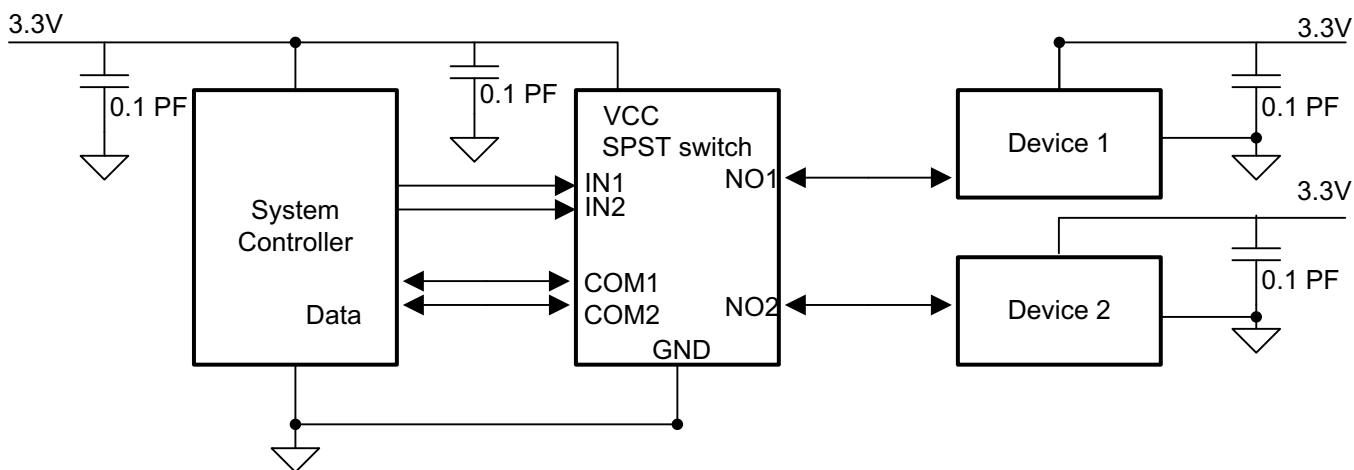 3.3V
3.3V
0.1 PF
0.1 PF
0.1 PF
VCC
SPST switch
Device 1
IN1
NO1
IN2
3.3V
System
Controller
0.1 PF
COM1
Data
COM2
NO2
Device 2
GND